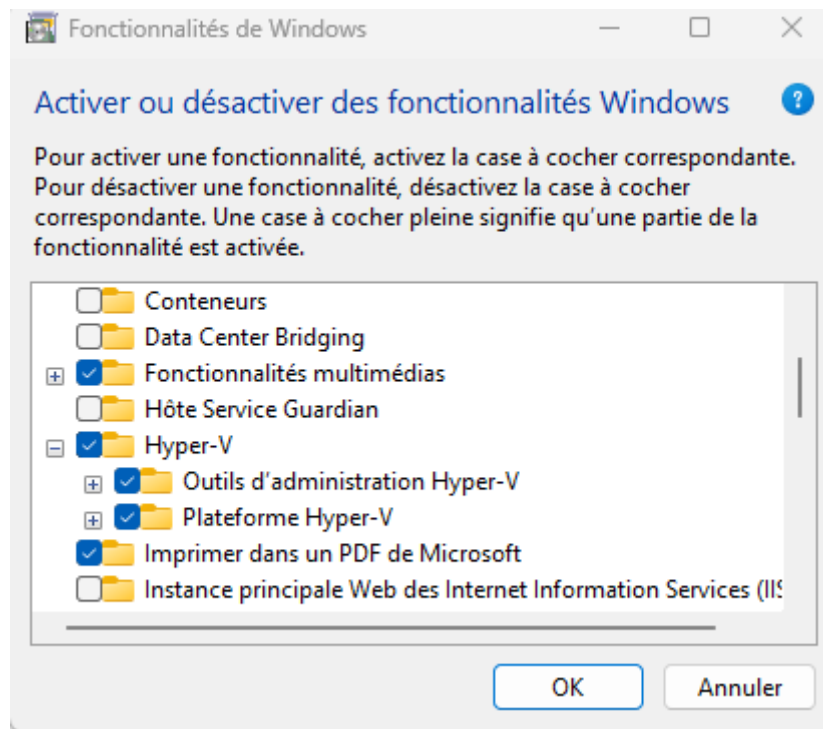 Fonctionnalités de Windows
Activer ou désactiver des fonctionnalités Windows
?
Pour activer une fonctionnalité, activez la case à cocher correspondante.
Pour désactiver une fonctionnalité, désactivez la case à cocher
correspondante. Une case à cocher pleine signifie qu’une partie de la
fonctionnalité est activée.
Conteneurs
Data Center Bridging
Fonctionnalités multimédias
Hôte Service Guardian
Hyper-V
Outils d’administration Hyper-V
Plateforme Hyper-V
Imprimer dans un PDF de Microsoft
Instance principale Web des Internet Information Services (IIS
OK
Annuler